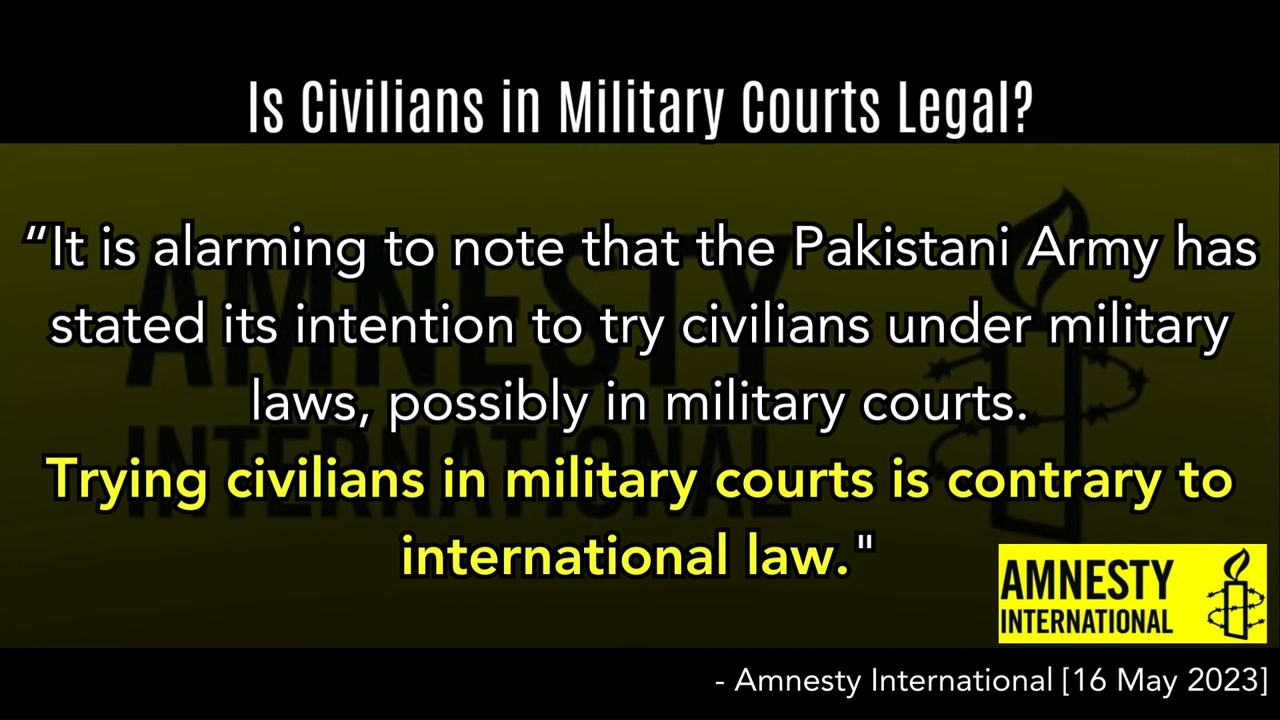 Is Civilians in Military Courts Legal?
“It is alarming to note that the Pakistani Army has
stated its intention to try civilians under military
laws, possibly in military courts.
Trying civilians in military courts is contrary to
international law."
AMNESTY
INTERNATIONAL
AMNESTY
INTERNATIONAL
- Amnesty International [16 May 2023]